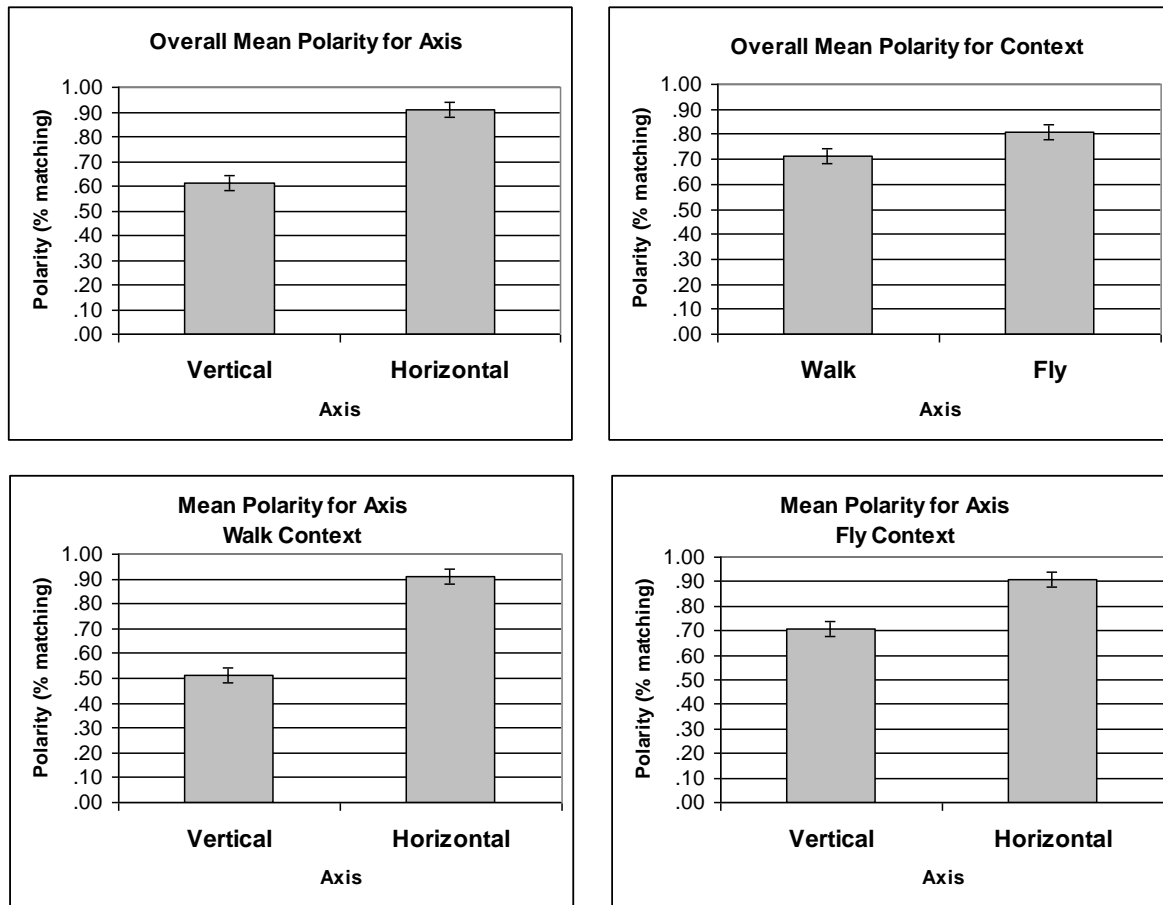 Overall Mean Polarity for Axis
Polarity (% matching)
1.00
.90
.80
.70
.60
.50
.40
.30
.20
.10
.00
Vertical Horizontal
Axis
Overall Mean Polarity for Context
Polarity (% matching)
1.00
.90
.80
.70
.60
.50
.40
.30
.20
.10
.00
Walk Fly
Axis
Mean Polarity for Axis
Walk Context
Polarity (% matching)
1.00
.90
.80
.70
.60
.50
.40
.30
.20
.10
.00
Vertical Horizontal
Axis
Mean Polarity for Axis
Fly Context
Polarity (% matching)
1.00
.90
.80
.70
.60
.50
.40
.30
.20
.10
.00
Vertical Horizontal
Axis